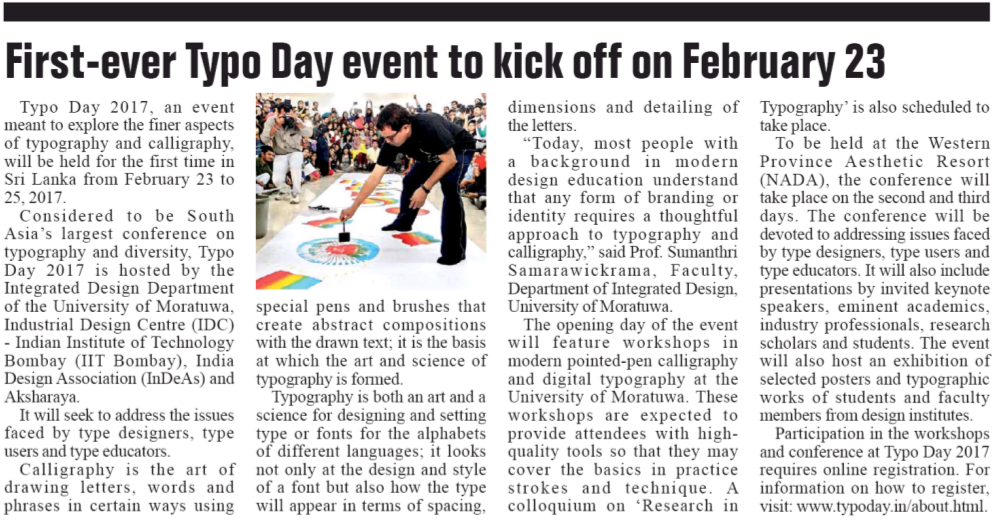 First-ever Typo Day event to kick off on February 23
Typo Day 2017, an event
meant to explore the finer aspects
of typography and calligraphy,
will be held for the first time in
Sri Lanka from February 23 to
25, 2017.
Considered to be South
Asia's largest conference on
typography and diversity, Typo
Day 2017 is hosted by the
Integrated Design Department
of the University of Moratuwa,
Industrial Design Centre (IDC)
- Indian Institute of Technology
Bombay (IIT Bombay), India
Design Association (InDeAs) and
Aksharaya.
It will seek to address the issues
faced by type designers, type
users and type educators.
Calligraphy is the art of
drawing letters, words and
phrases in certain ways using
special pens and brushes that
create abstract compositions
with the drawn text; it is the basis
at which the art and science of
typography is formed.
Typography is both an art and a
science for designing and setting
type or fonts for the alphabets
of different languages; it looks
not only at the design and style
of a font but also how the type
will appear in terms of spacing,
dimensions and detailing of
the letters.
“Today, most people with
a background in modern
design education understand
that any form of branding or
identity requires a thoughtful
approach to typography and
calligraphy,” said Prof. Sumanthri
Samarawickrama, Faculty,
Department of Integrated Design,
University of Moratuwa.
The opening day of the event
will feature workshops in
modern pointed-pen calligraphy
and digital typography at the
University of Moratuwa. These
workshops are expected to
provide attendees with high-
quality tools so that they may
cover the basics in practice
strokes and technique. A
colloquium on ‘Research in
Typography’ is also scheduled to
take place.
To be held at the Western
Province Aesthetic Resort
(NADA), the conference will
take place on the second and third
days. The conference will be
devoted to addressing issues faced
by type designers, type users and
type educators. It will also include
presentations by invited keynote
speakers, eminent academics,
industry professionals, research
scholars and students. The event
will also host an exhibition of
selected posters and typographic
works of students and faculty
members from design institutes.
Participation in the workshops
and conference at Typo Day 2017
requires online registration. For
information on how to register,
visit: www.typoday.in/about.html.